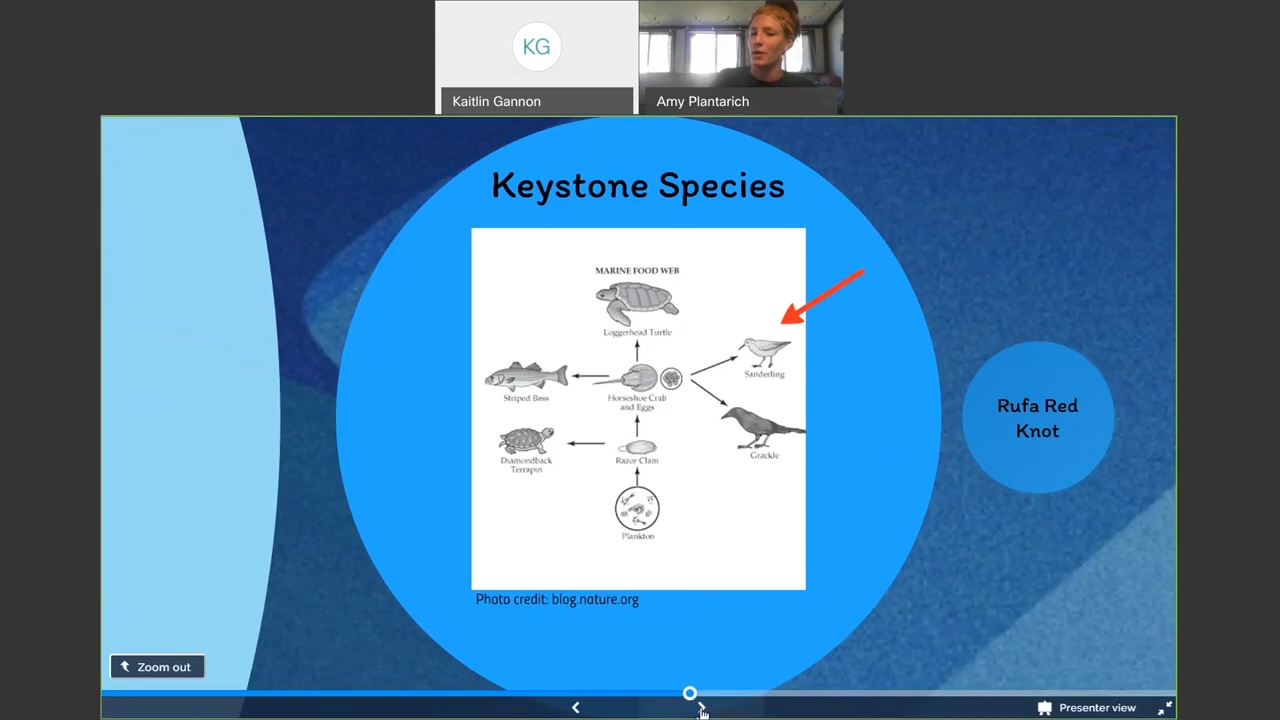 KG
Kaitlin Gannon
Amy Plantarich
Keystone Species
MARINE FOOD WEB
Loggerhead Turtle
Sanderling
Striped Bass
Horseshoe Crab
and Eggs
Grackle
Diamondback
Terrapin
Razor Clam
Plankton
Rufa Red
Knot
Photo credit: blog.nature.org
Zoom out
Presenter view